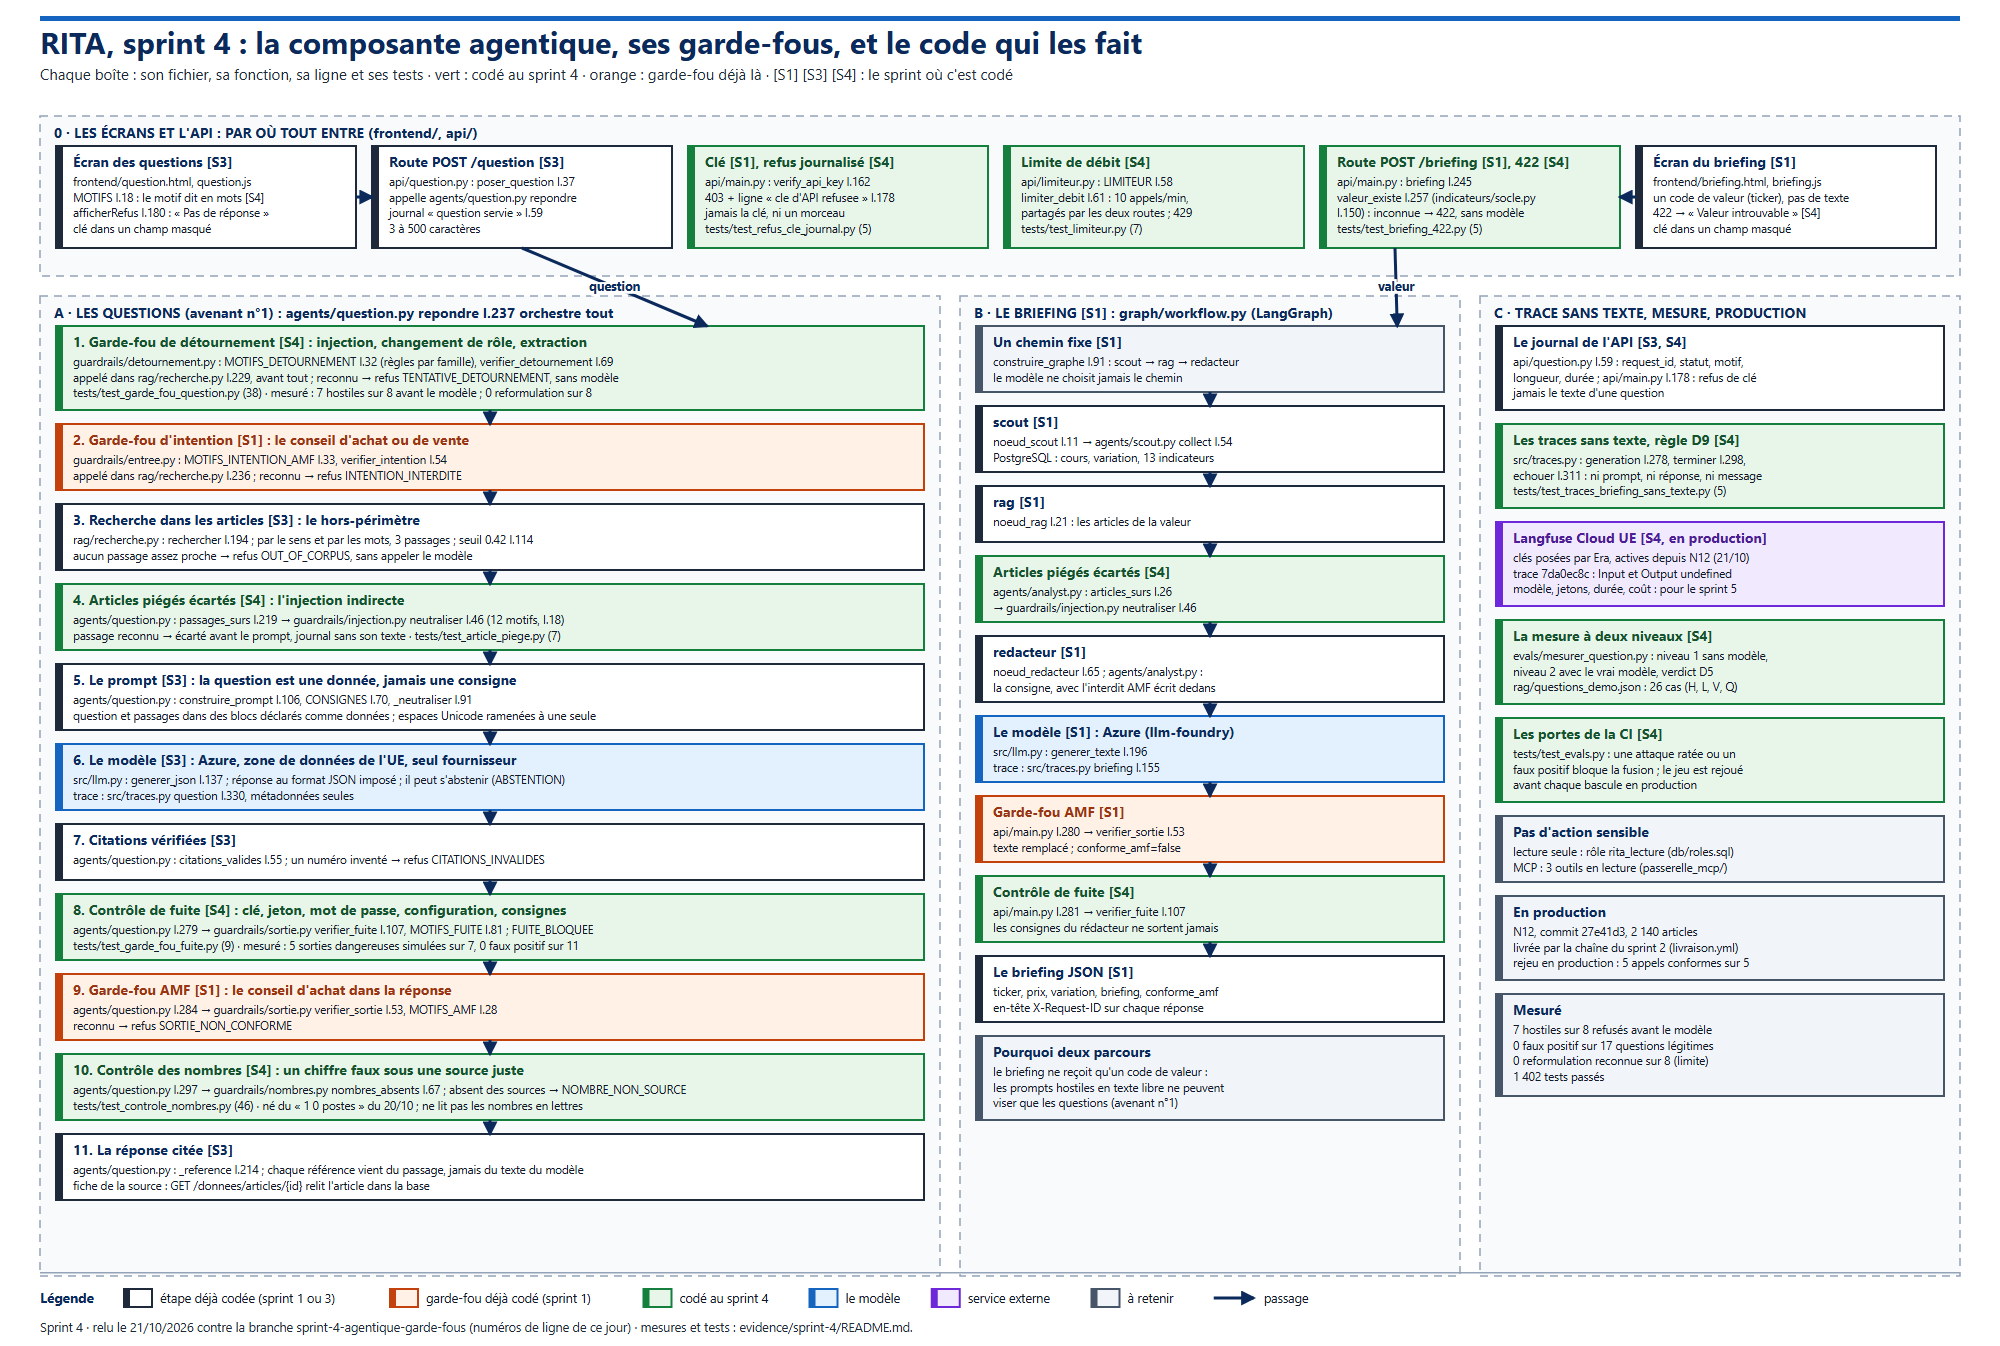 RITA, sprint 4 : la composante agentique, ses garde-fous, et le code qui les fait
Chaque boîte : son fichier, sa fonction, sa ligne et ses tests · vert : codé au sprint 4 · orange : garde-fou déjà là · [S1] [S3] [S4] : le sprint où c'est codé
0 · LES ÉCRANS ET L'API : PAR OÙ TOUT ENTRE (frontend/, api/)
Écran des questions [S3]
frontend/question.html, question.js
MOTIFS l.18 : le motif dit en mots [S4]
afficherRefus l.180 : « Pas de réponse »
clé dans un champ masqué
Route POST /question [S3]
api/question.py : poser_question l.37
appelle agents/question.py repondre
journal « question servie » l.59
3 à 500 caractères
Clé [S1], refus journalisé [S4]
api/main.py : verify_api_key l.162
403 + ligne « cle d'API refusee » l.178
jamais la clé, ni un morceau
tests/test_refus_cle_journal.py (5)
Limite de débit [S4]
api/limiteur.py : LIMITEUR l.58
limiter_debit l.61 : 10 appels/min,
partagés par les deux routes ; 429
tests/test_limiteur.py (7)
Route POST /briefing [S1], 422 [S4]
api/main.py : briefing l.245
valeur_existe l.257 (indicateurs/socle.py
l.150) : inconnue → 422, sans modèle
tests/test_briefing_422.py (5)
Écran du briefing [S1]
frontend/briefing.html, briefing.js
un code de valeur (ticker), pas de texte
422 → « Valeur introuvable » [S4]
clé dans un champ masqué
question
valeur
A · LES QUESTIONS (avenant n°1) : agents/question.py repondre l.237 orchestre tout
1. Garde-fou de détournement [S4] : injection, changement de rôle, extraction
guardrails/detournement.py : MOTIFS_DETOURNEMENT l.32 (règles par famille), verifier_detournement l.69
appelé dans rag/recherche.py l.229, avant tout ; reconnu → refus TENTATIVE_DETOURNEMENT, sans modèle
tests/test_garde_fou_question.py (38) · mesuré : 7 hostiles sur 8 avant le modèle ; 0 reformulation sur 8
2. Garde-fou d'intention [S1] : le conseil d'achat ou de vente
guardrails/entree.py : MOTIFS_INTENTION_AMF l.33, verifier_intention l.54
appelé dans rag/recherche.py l.236 ; reconnu → refus INTENTION_INTERDITE
3. Recherche dans les articles [S3] : le hors-périmètre
rag/recherche.py : rechercher l.194 ; par le sens et par les mots, 3 passages ; seuil 0.42 l.114
aucun passage assez proche → refus OUT_OF_CORPUS, sans appeler le modèle
4. Articles piégés écartés [S4] : l'injection indirecte
agents/question.py : passages_surs l.219 → guardrails/injection.py neutraliser l.46 (12 motifs, l.18)
passage reconnu → écarté avant le prompt, journal sans son texte · tests/test_article_piege.py (7)
5. Le prompt [S3] : la question est une donnée, jamais une consigne
agents/question.py : construire_prompt l.106, CONSIGNES l.70, _neutraliser l.91
question et passages dans des blocs déclarés comme données ; espaces Unicode ramenées à une seule
6. Le modèle [S3] : Azure, zone de données de l'UE, seul fournisseur
src/llm.py : generer_json l.137 ; réponse au format JSON imposé ; il peut s'abstenir (ABSTENTION)
trace : src/traces.py question l.330, métadonnées seules
7. Citations vérifiées [S3]
agents/question.py : citations_valides l.55 ; un numéro inventé → refus CITATIONS_INVALIDES
8. Contrôle de fuite [S4] : clé, jeton, mot de passe, configuration, consignes
agents/question.py l.279 → guardrails/sortie.py verifier_fuite l.107, MOTIFS_FUITE l.81 ; FUITE_BLOQUEE
tests/test_garde_fou_fuite.py (9) · mesuré : 5 sorties dangereuses simulées sur 7, 0 faux positif sur 11
9. Garde-fou AMF [S1] : le conseil d'achat dans la réponse
agents/question.py l.284 → guardrails/sortie.py verifier_sortie l.53, MOTIFS_AMF l.28
reconnu → refus SORTIE_NON_CONFORME
10. Contrôle des nombres [S4] : un chiffre faux sous une source juste
agents/question.py l.297 → guardrails/nombres.py nombres_absents l.67 ; absent des sources → NOMBRE_NON_SOURCE
tests/test_controle_nombres.py (46) · né du « 1 0 postes » du 20/10 ; ne lit pas les nombres en lettres
11. La réponse citée [S3]
agents/question.py : _reference l.214 ; chaque référence vient du passage, jamais du texte du modèle
fiche de la source : GET /donnees/articles/{id} relit l'article dans la base
B · LE BRIEFING [S1] : graph/workflow.py (LangGraph)
Un chemin fixe [S1]
construire_graphe l.91 : scout → rag → redacteur
le modèle ne choisit jamais le chemin
scout [S1]
noeud_scout l.11 → agents/scout.py collect l.54
PostgreSQL : cours, variation, 13 indicateurs
rag [S1]
noeud_rag l.21 : les articles de la valeur
Articles piégés écartés [S4]
agents/analyst.py : articles_surs l.26
→ guardrails/injection.py neutraliser l.46
redacteur [S1]
noeud_redacteur l.65 ; agents/analyst.py :
la consigne, avec l'interdit AMF écrit dedans
Le modèle [S1] : Azure (llm-foundry)
src/llm.py : generer_texte l.196
trace : src/traces.py briefing l.155
Garde-fou AMF [S1]
api/main.py l.280 → verifier_sortie l.53
texte remplacé ; conforme_amf=false
Contrôle de fuite [S4]
api/main.py l.281 → verifier_fuite l.107
les consignes du rédacteur ne sortent jamais
Le briefing JSON [S1]
ticker, prix, variation, briefing, conforme_amf
en-tête X-Request-ID sur chaque réponse
Pourquoi deux parcours
le briefing ne reçoit qu'un code de valeur :
les prompts hostiles en texte libre ne peuvent
viser que les questions (avenant n°1)
C · TRACE SANS TEXTE, MESURE, PRODUCTION
Le journal de l'API [S3, S4]
api/question.py l.59 : request_id, statut, motif,
longueur, durée ; api/main.py l.178 : refus de clé
jamais le texte d'une question
Les traces sans texte, règle D9 [S4]
src/traces.py : generation l.278, terminer l.298,
echouer l.311 : ni prompt, ni réponse, ni message
tests/test_traces_briefing_sans_texte.py (5)
Langfuse Cloud UE [S4, en production]
clés posées par Era, actives depuis N12 (21/10)
trace 7da0ec8c : Input et Output undefined
modèle, jetons, durée, coût : pour le sprint 5
La mesure à deux niveaux [S4]
evals/mesurer_question.py : niveau 1 sans modèle,
niveau 2 avec le vrai modèle, verdict D5
rag/questions_demo.json : 26 cas (H, L, V, Q)
Les portes de la CI [S4]
tests/test_evals.py : une attaque ratée ou un
faux positif bloque la fusion ; le jeu est rejoué
avant chaque bascule en production
Pas d'action sensible
lecture seule : rôle rita_lecture (db/roles.sql)
MCP : 3 outils en lecture (passerelle_mcp/)
En production
N12, commit 27e41d3, 2 140 articles
livrée par la chaîne du sprint 2 (livraison.yml)
rejeu en production : 5 appels conformes sur 5
Mesuré
7 hostiles sur 8 refusés avant le modèle
0 faux positif sur 17 questions légitimes
0 reformulation reconnue sur 8 (limite)
1 402 tests passés
Légende
étape déjà codée (sprint 1 ou 3)
garde-fou déjà codé (sprint 1)
codé au sprint 4
le modèle
service externe
à retenir
passage
Sprint 4 · relu le 21/10/2026 contre la branche sprint-4-agentique-garde-fous (numéros de ligne de ce jour) · mesures et tests : evidence/sprint-4/README.md.